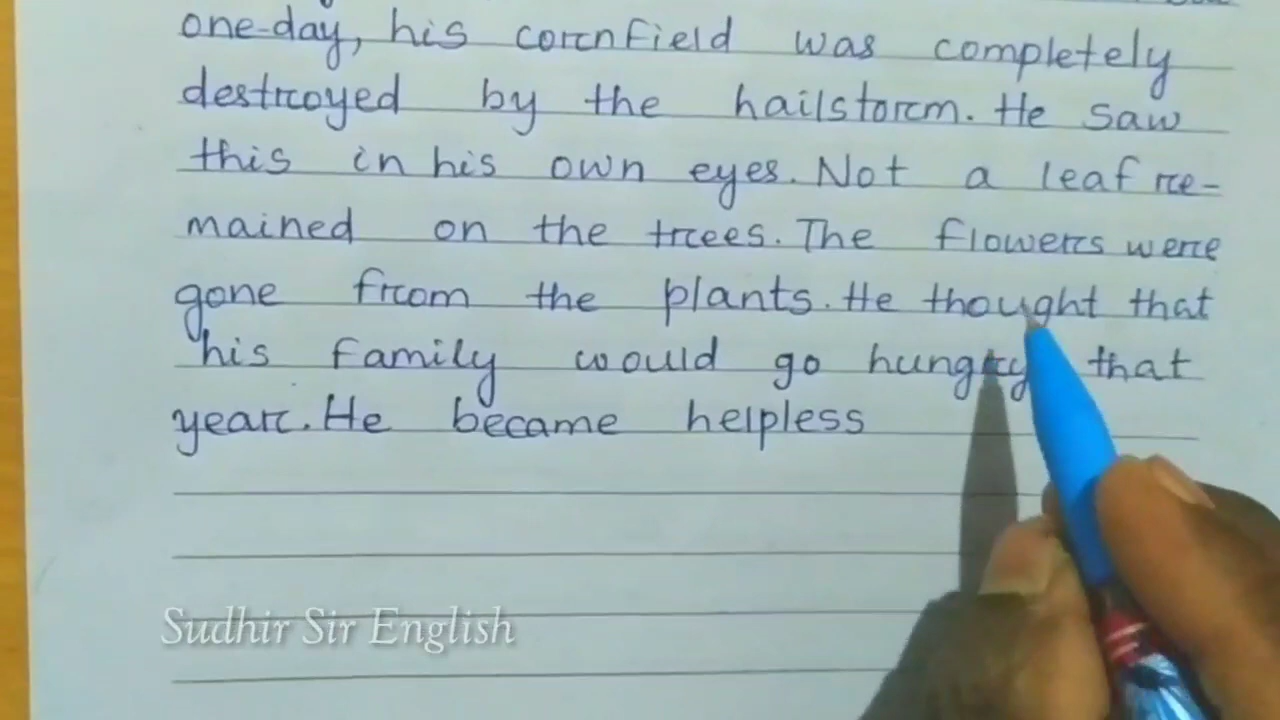 one-day, his cornfield was completely
destroyed by the hailstorm. He saw
this in his own eyes. Not a leaf re-
mained on the trees. The flowers were
gone from the plants. He thought that
his family would go hungry that
year. He became helpless
Sudhir Sir English